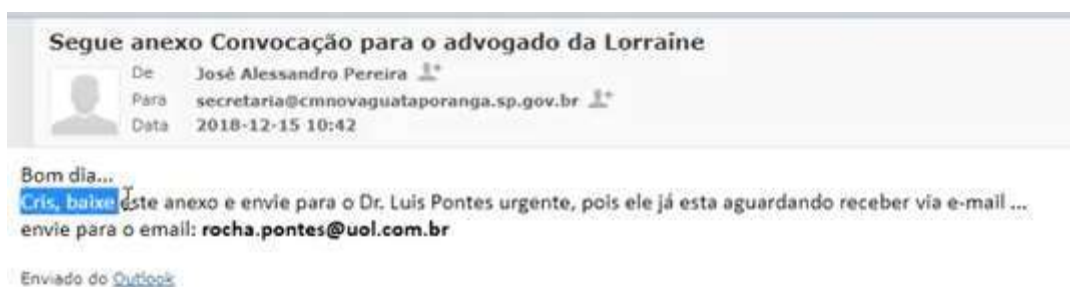 Segue anexo Convocação para o advogado da Lorraine
De José Alessandro Pereira
Para secretaria@cmnovaguataporanga.sp.gov.br
Data 2018-12-15 10:42
Bom dia...
Cris, baixe este anexo e envie para o Dr. Luis Pontes urgente, pois ele já esta aguardando receber via e-mail ...
envie para o email: rocha.pontes@uol.com.br
Enviado do Outlook